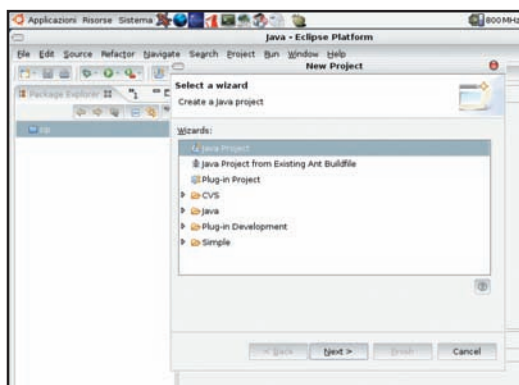 Applicazioni Risorse Sistema 800 MHz
Java - Eclipse Platform
File Edit Source Refactor Navigate Search Project Run Window Help
New Project
Package Explorer
Select a wizard
Create a Java project
Wizards:
Java Project
Java Project from Existing Ant Buildfile
Plug-in Project
CVS
Java
Plug-in Development
Simple
< Back Next > Finish Cancel